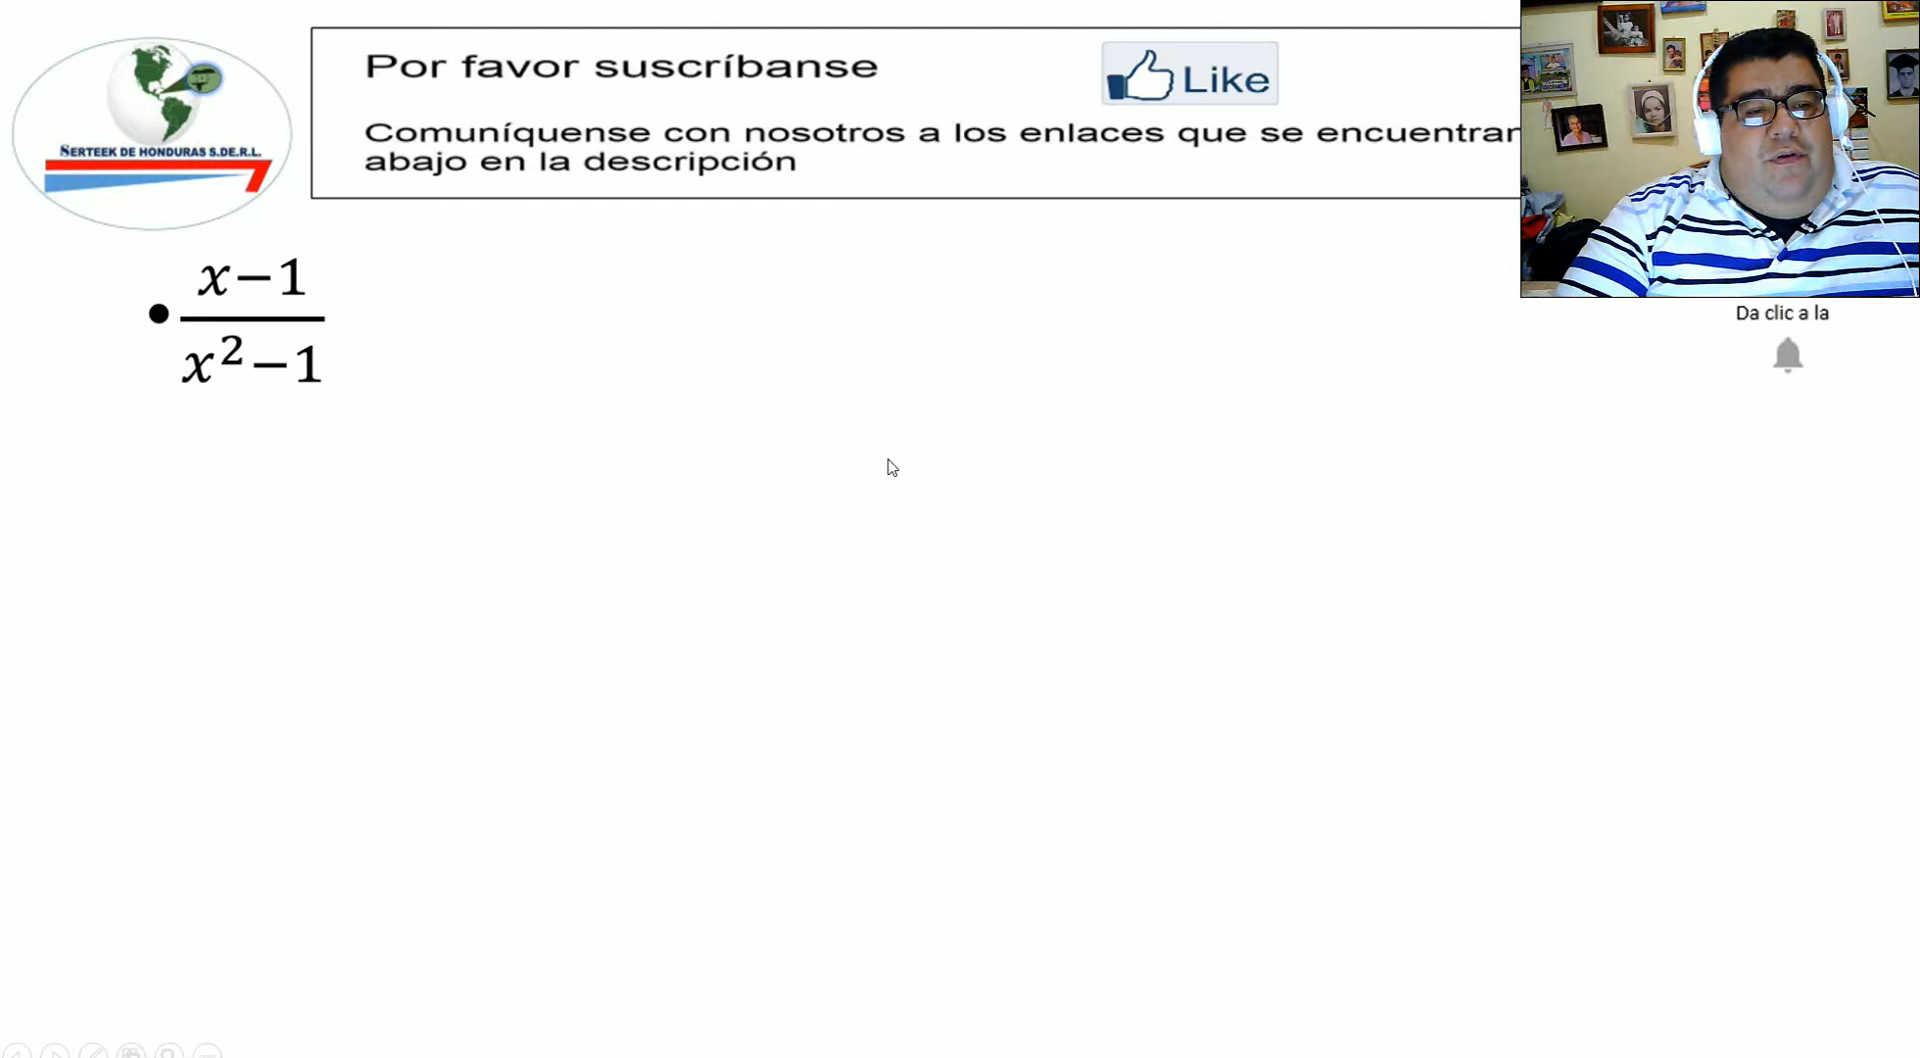 SERTEEK DE HONDURAS S.DE.R.L.
Por favor suscríbanse
Like
Comuníquense con nosotros a los enlaces que se encuentran
abajo en la descripción
Da clic a la
• x−1
x²−1